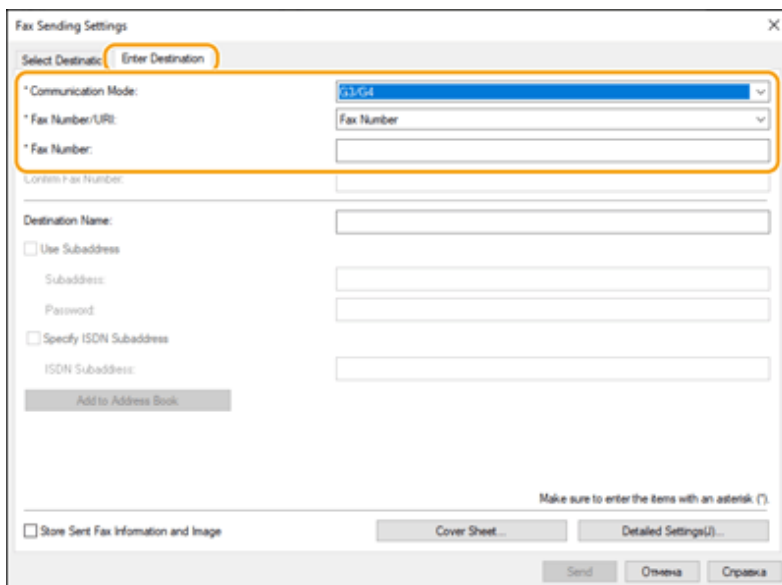 Fax Sending Settings
Select Destinatic Enter Destination
* Communication Mode: G3/G4
* Fax Number/URI: Fax Number
* Fax Number:
Confirm Fax Number:
Destination Name:
Use Subaddress
Subaddress:
Password:
Specify ISDN Subaddress
ISDN Subaddress:
Add to Address Book
Make sure to enter the items with an asterisk (*).
Store Sent Fax Information and Image Cover Sheet... Detailed Settings(J)...
Send Отмена Справка